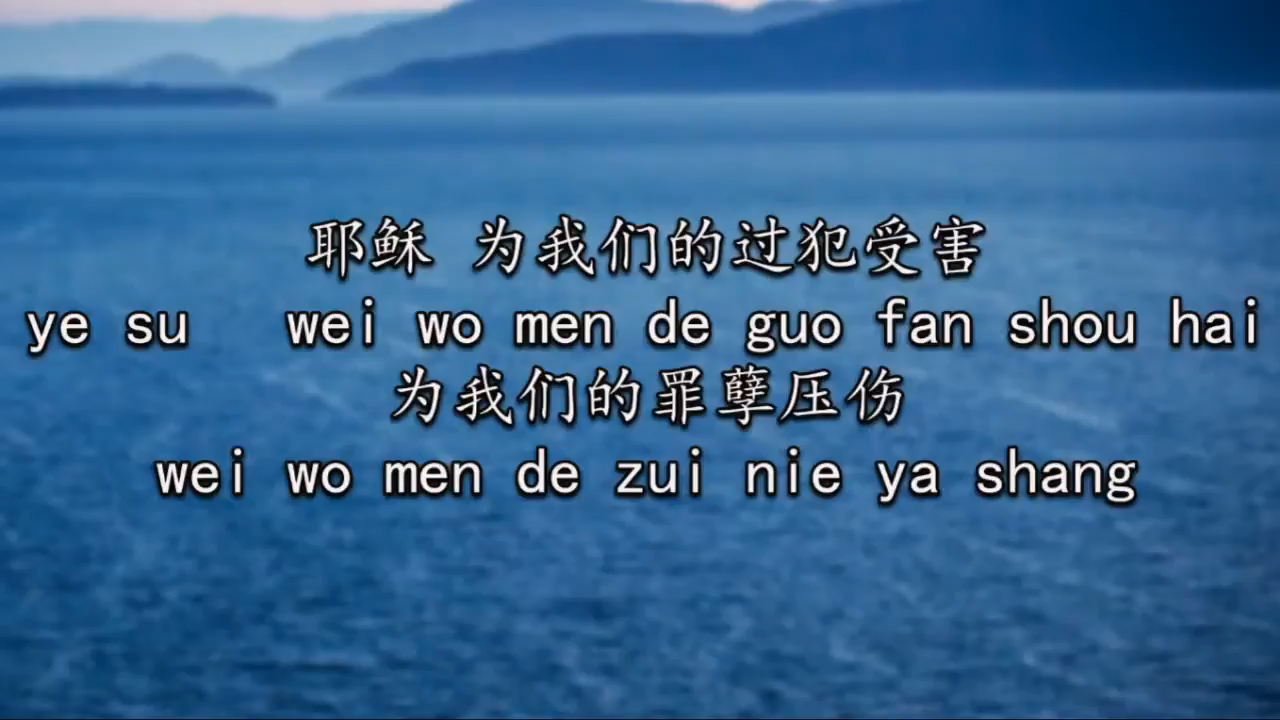 耶稣 为我们的过犯受害
ye su wei wo men de guo fan shou hai
为我们的罪孽压伤
wei wo men de zui nie ya shang